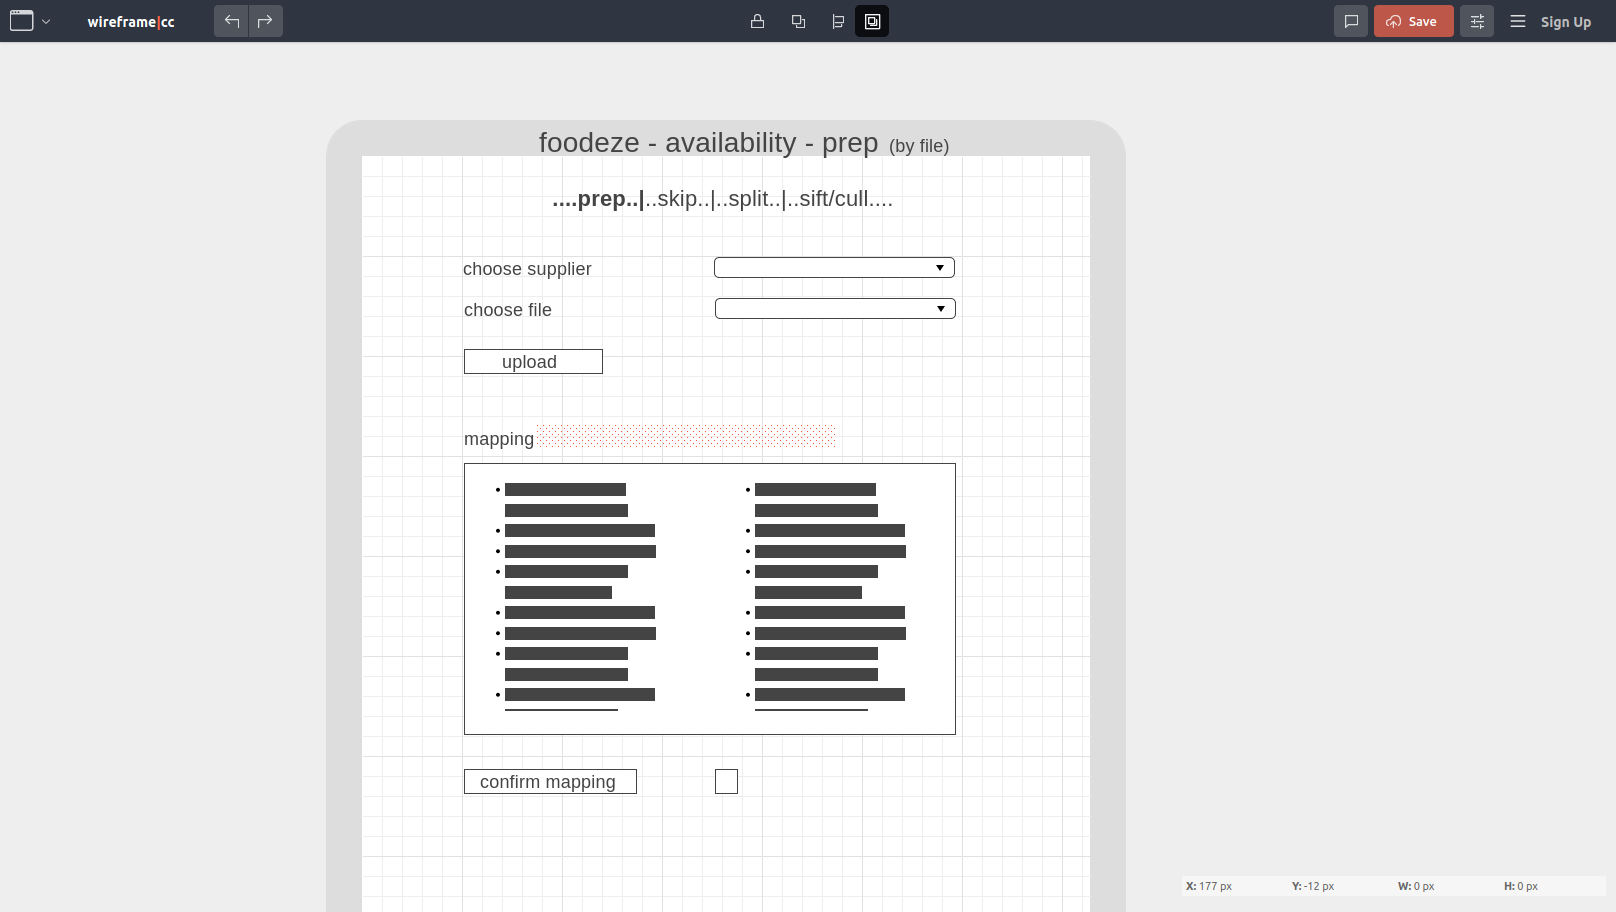 wireframe|cc
Save
Sign Up
foodeze - availability - prep (by file)
....prep..|..skip..|..split..|..sift/cull....
choose supplier
choose file
upload
mapping
confirm mapping
X: 177 px Y: -12 px W: 0 px H: 0 px